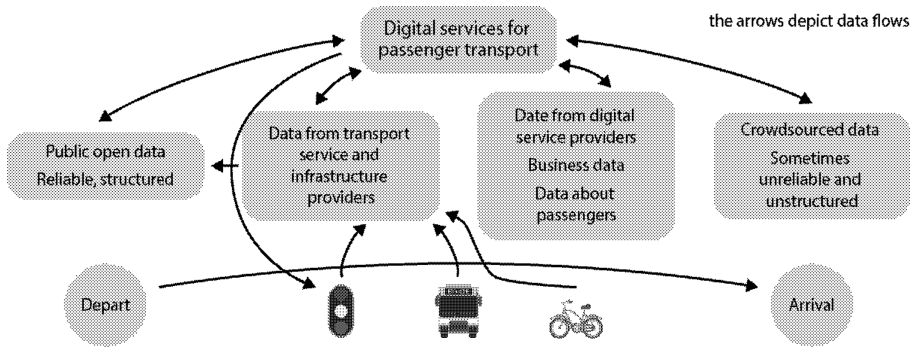 the arrows depict data flows
Digital services for
passenger transport
Public open data
Reliable, structured
Data from transport
service and
infrastructure
providers
Date from digital
service providers
Business data
Data about
passengers
Crowdsourced data
Sometimes
unreliable and
unstructured
Depart
Arrival